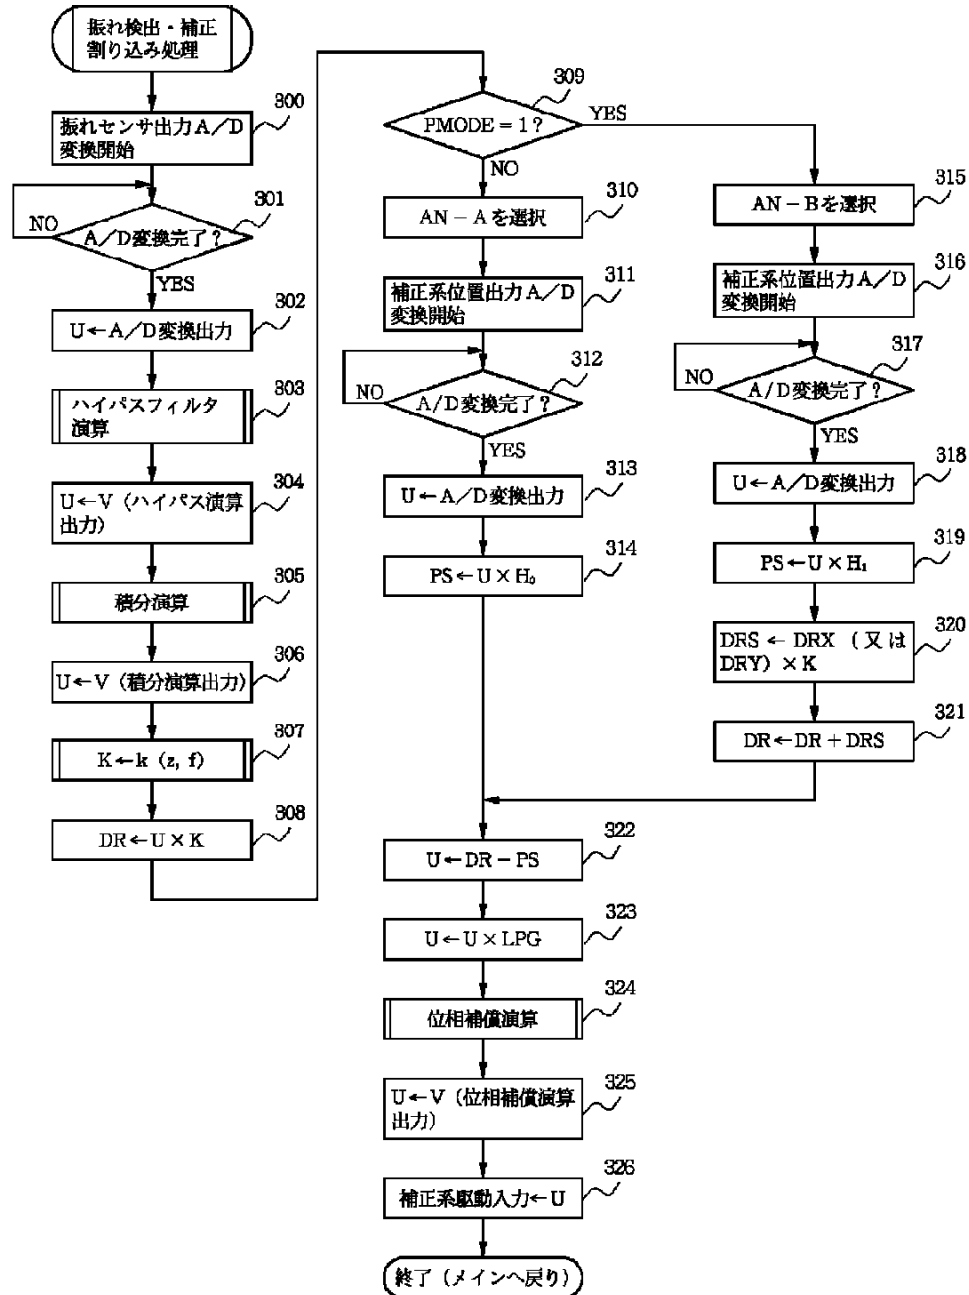 振れ検出・補正
割り込み処理
300
振れセンサ出力A/D
変換開始
301
NO
A/D変換完了?
YES
302
U←A/D変換出力
303
ハイパスフィルタ
演算
304
U←V(ハイパス演算
出力)
305
積分演算
306
U←V(積分演算出力)
307
K←k (z, f)
308
DR←U×K
309
PMODE=1?
YES
NO
310
AN-Aを選択
311
補正系位置出力A/D
変換開始
312
NO
A/D変換完了?
YES
313
U←A/D変換出力
314
PS←U×H₀
315
AN-Bを選択
316
補正系位置出力A/D
変換開始
317
NO
A/D変換完了?
YES
318
U←A/D変換出力
319
PS←U×H₁
320
DRS←DRX (又は
DRY)×K
321
DR←DR+DRS
322
U←DR-PS
323
U←U×LPG
324
位相補償演算
325
U←V(位相補償演算
出力)
326
補正系駆動入力←U
終了(メインへ戻り)